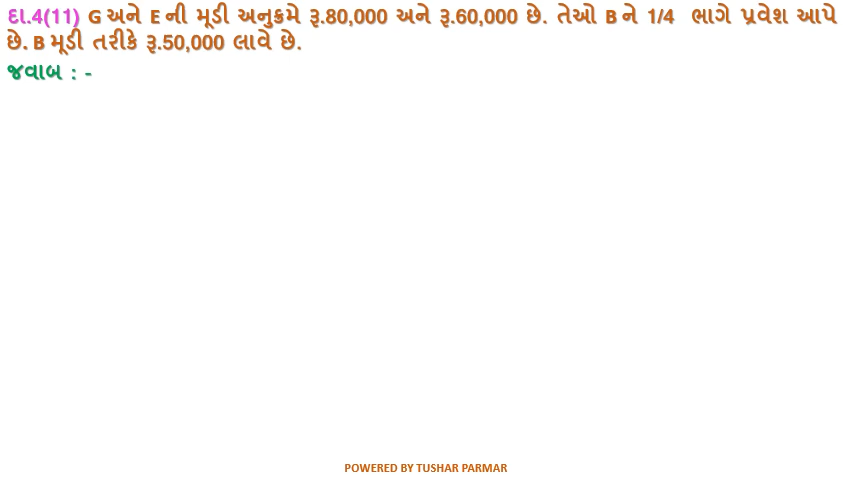 દા.4(11) G અને E ની મૂડી અનુક્રમે રૂ.80,000 અને રૂ.60,000 છે. તેઓ B ને 1/4 ભાગે પ્રવેશ આપે
છે. B મૂડી તરીકે રૂ.50,000 લાવે છે.
જવાબ : -
POWERED BY TUSHAR PARMAR